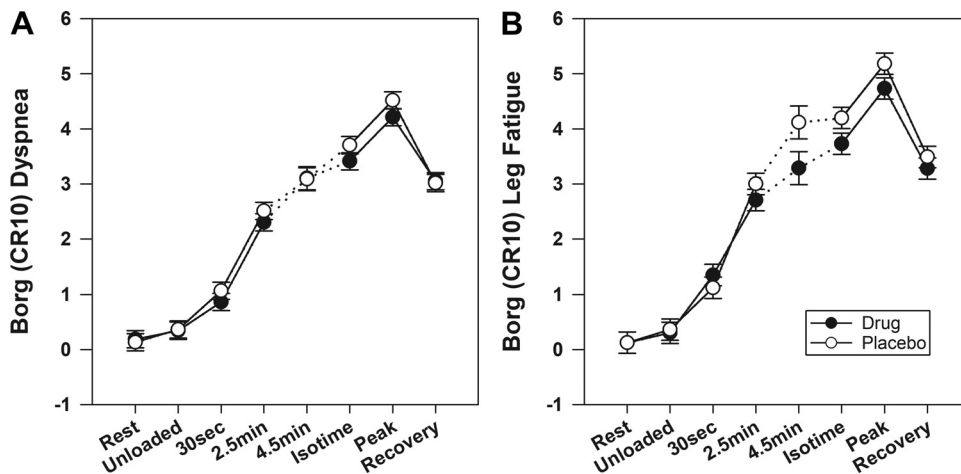 A
Borg (CR10) Dyspnea
6
5
4
3
2
1
0
-1
Rest
Unloaded
30sec
2.5min
4.5min
Isotime
Peak
Recovery
B
Borg (CR10) Leg Fatigue
6
5
4
3
2
1
0
-1
Drug
Placebo
Rest
Unloaded
30sec
2.5min
4.5min
Isotime
Peak
Recovery